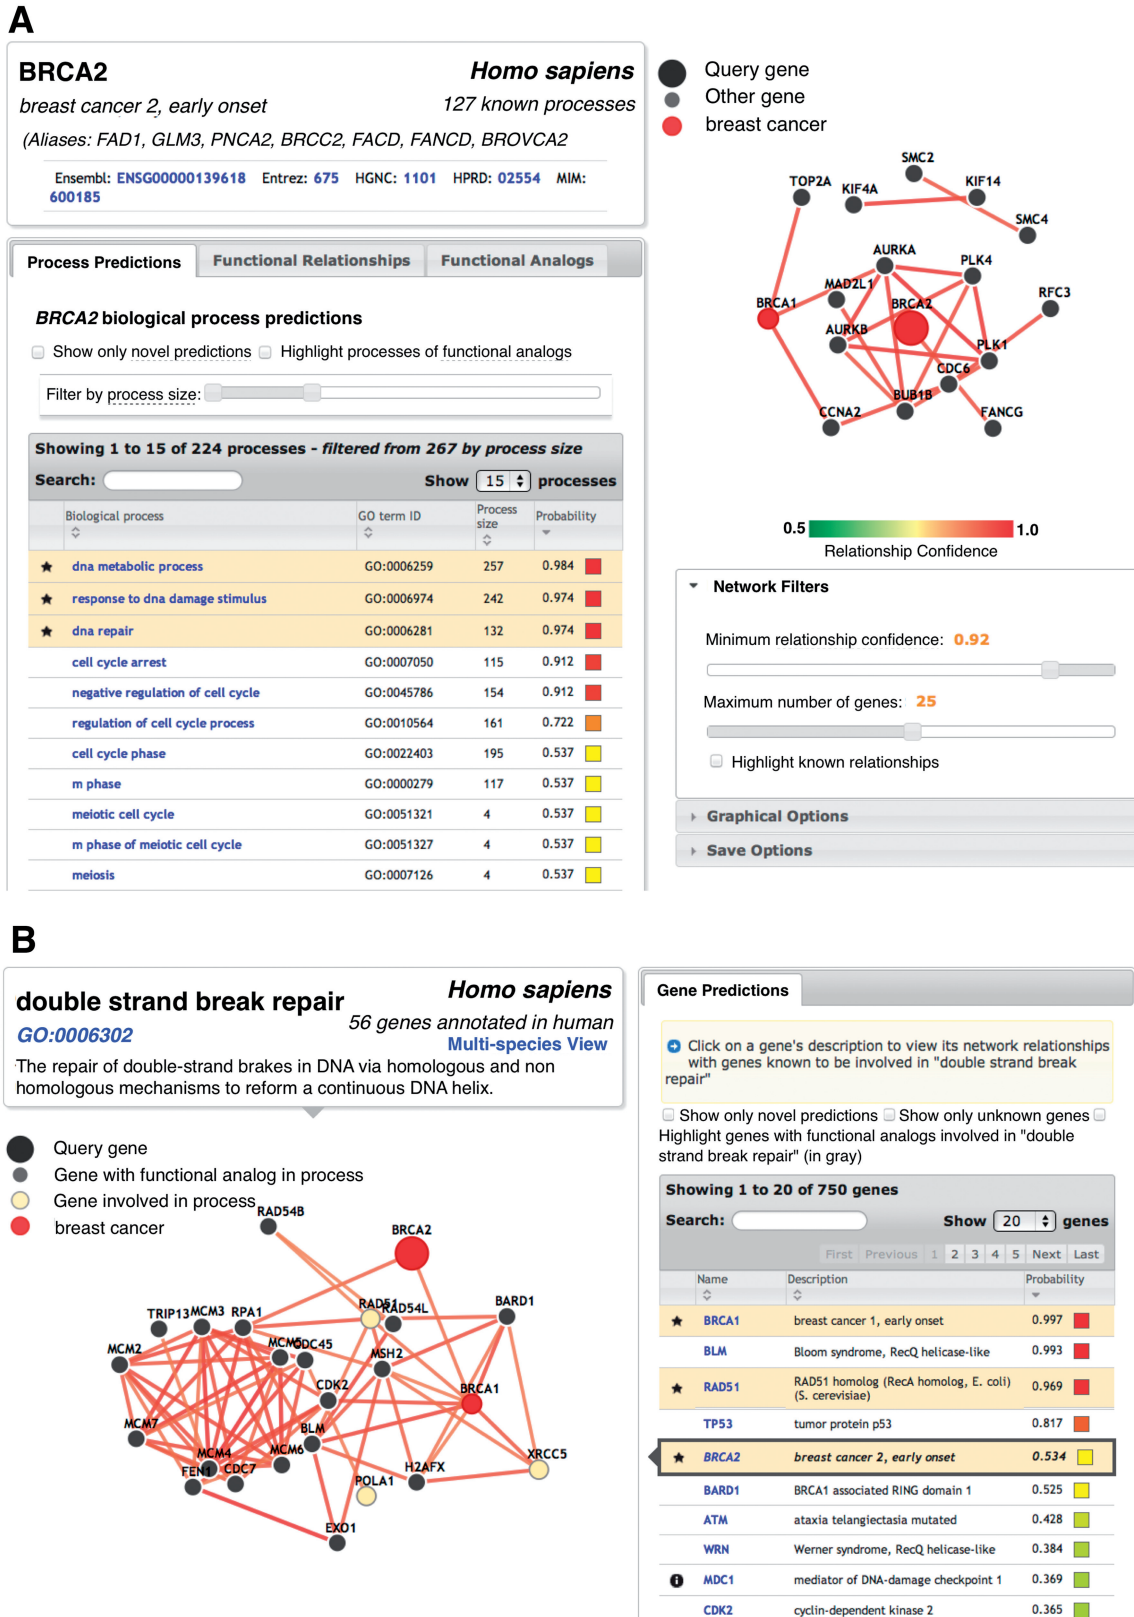 A
BRCA2
Homo sapiens
breast cancer 2, early onset
127 known processes
(Aliases: FAD1, GLM3, PNCA2, BRCC2, FACD, FANCD, BROVCA2
Ensembl: ENSG00000139618 Entrez: 675 HGNC: 1101 HPRD: 02554 MIM:
600185
Process Predictions
Functional Relationships
Functional Analogs
BRCA2 biological process predictions
Show only novel predictions
Highlight processes of functional analogs
Filter by process size:
Showing 1 to 15 of 224 processes - filtered from 267 by process size
Search:
Show 15 processes
Biological process GO term ID Process size Probability
dna metabolic process GO:0006259 257 0.984
response to dna damage stimulus GO:0006974 242 0.974
dna repair GO:0006281 132 0.974
cell cycle arrest GO:0007050 115 0.912
negative regulation of cell cycle GO:0045786 154 0.912
regulation of cell cycle process GO:0010564 161 0.722
cell cycle phase GO:0022403 195 0.537
m phase GO:0000279 117 0.537
meiotic cell cycle GO:0051321 4 0.537
m phase of meiotic cell cycle GO:0051327 4 0.537
meiosis GO:0007126 4 0.537
Query gene
Other gene
breast cancer
SMC2
TOP2A
KIF4A
KIF14
SMC4
AURKA
PLK4
MAD2L1
RFC3
BRCA1
BRCA2
AURKB
PLK1
CDC6
BUB1B
CCNA2
FANCG
0.5
1.0
Relationship Confidence
Network Filters
Minimum relationship confidence: 0.92
Maximum number of genes: 25
Highlight known relationships
Graphical Options
Save Options
B
double strand break repair
Homo sapiens
GO:0006302
56 genes annotated in human
Multi-species View
The repair of double-strand brakes in DNA via homologous and non
homologous mechanisms to reform a continuous DNA helix.
Query gene
Gene with functional analog in process
Gene involved in process
breast cancer
RAD54B
BRCA2
RAD51
RAD54L
BARD1
TRIP13
MCM3
RPA1
MCM2
MCM5
CDC45
MSH2
CDK2
BRCA1
MCM7
BLM
MCM4
MCM6
XRCC5
FEN1
CDC7
POLA1
H2AFX
EXO1
Gene Predictions
Click on a gene's description to view its network relationships
with genes known to be involved in "double strand break
repair"
Show only novel predictions
Show only unknown genes
Highlight genes with functional analogs involved in "double
strand break repair" (in gray)
Showing 1 to 20 of 750 genes
Search:
Show 20 genes
First Previous 1 2 3 4 5 Next Last
Name Description Probability
BRCA1 breast cancer 1, early onset 0.997
BLM Bloom syndrome, RecQ helicase-like 0.993
RAD51 RAD51 homolog (RecA homolog, E. coli) (S. cerevisiae) 0.969
TP53 tumor protein p53 0.817
BRCA2 breast cancer 2, early onset 0.534
BARD1 BRCA1 associated RING domain 1 0.525
ATM ataxia telangiectasia mutated 0.428
WRN Werner syndrome, RecQ helicase-like 0.384
MDC1 mediator of DNA-damage checkpoint 1 0.369
CDK2 cyclin-dependent kinase 2 0.365